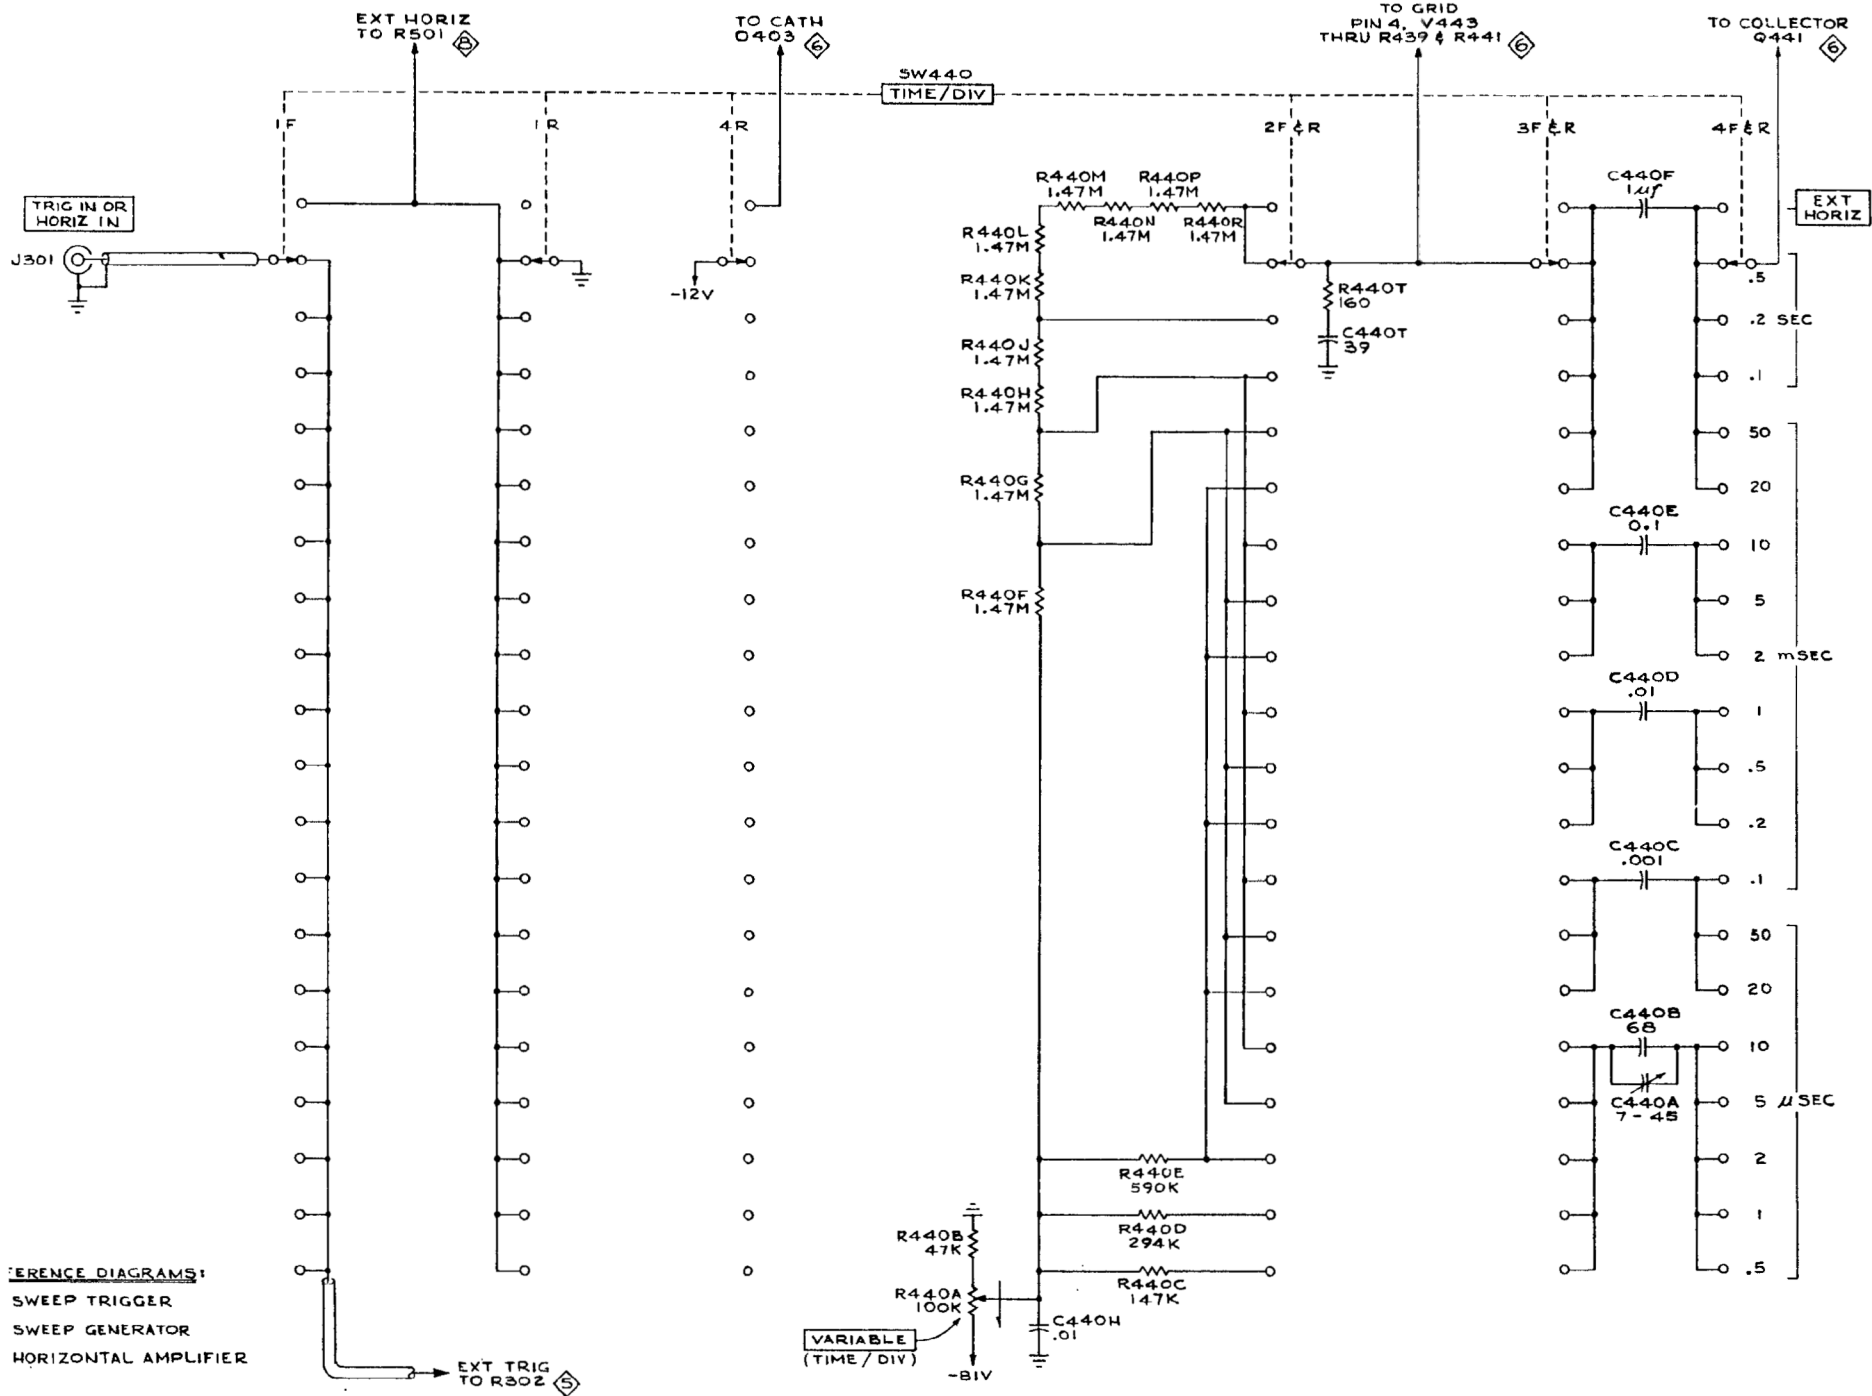 EXT HORIZ
TO R501 8
TO CATH
D403 6
TO GRID
PIN 4, V443
THRU R439 & R441 6
TO COLLECTOR
Q441 6
SW440
TIME/DIV
1F
1R
4R
2F & R
3F & R
4F & R
TRIG IN OR
HORIZ IN
J301
-12V
R440M
1.47M
R440P
1.47M
R440N
1.47M
R440R
1.47M
R440L
1.47M
R440K
1.47M
R440J
1.47M
R440H
1.47M
R440G
1.47M
R440F
1.47M
R440T
160
C440T
39
C440F
1µf
EXT
HORIZ
.5
.2 SEC
.1
50
20
C440E
0.1
10
5
2 mSEC
C440D
.01
1
.5
.2
C440C
.001
.1
50
20
C440B
68
10
C440A
7-45
5 µSEC
2
1
.5
R440E
590K
R440D
294K
R440C
147K
R440B
47K
R440A
100K
VARIABLE
(TIME/DIV)
-81V
C440H
.01
ERENCE DIAGRAMS:
SWEEP TRIGGER
SWEEP GENERATOR
HORIZONTAL AMPLIFIER
EXT TRIG
TO R302 5